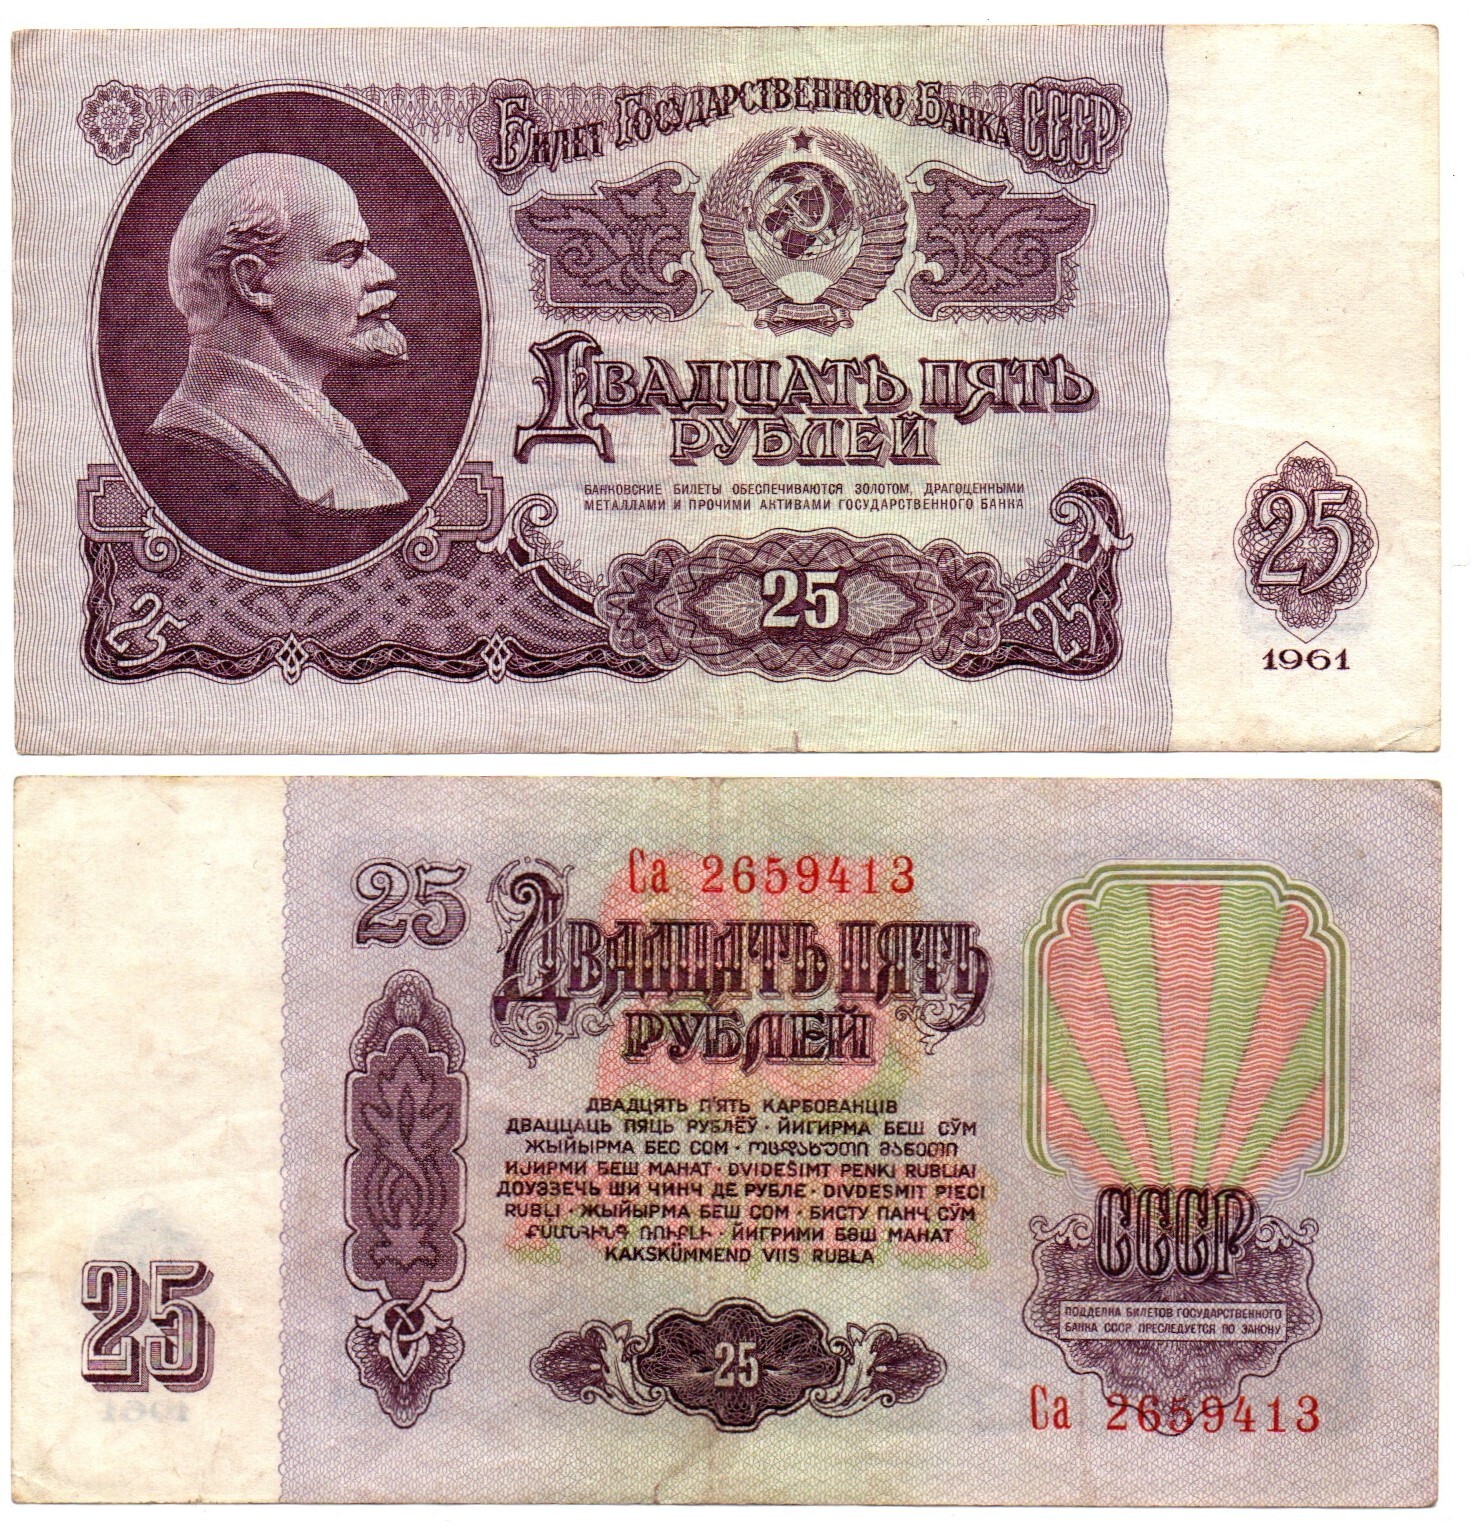 Билет Государственного Банка СССР
Двадцать пять
рублей
БАНКОВСКИЕ БИЛЕТЫ ОБЕСПЕЧИВАЮТСЯ ЗОЛОТОМ, ДРАГОЦЕННЫМИ
МЕТАЛЛАМИ И ПРОЧИМИ АКТИВАМИ ГОСУДАРСТВЕННОГО БАНКА
25
25
25
25
1961
Са 2659413
25
Двадцать пять
рублей
ДВАДЦЯТЬ П'ЯТЬ КАРБОВАНЦІВ
ДВАЦЦАЦЬ ПЯЦЬ РУБЛЁЎ · ЙИГИРМА БЕШ СЎМ
ЖЫЙЫРМА БЕС СОМ · ᲝᲪᲓᲐᲮᲣᲗᲘ ᲛᲐᲜᲔᲗᲘ
ИЈИРМИ БЕШ МАНАТ · DVIDEŠIMT PENKI RUBLIAI
ДОУЭЗЕЧЬ ШИ ЧИНЧ ДЕ РУБЛЕ · DIVDESMIT PIECI
RUBLI · ЖЫЙЫРМА БЕШ СОМ · БИСТУ ПАНҶ СЎМ
ՔՍԱՆՀԻՆԳ ՌՈՒԲԼԻ · ЙИГРИМИ БӘШ МАНАТ
KAKSKÜMMEND VIIS RUBLA
25
25
СССР
ПОДДЕЛКА БИЛЕТОВ ГОСУДАРСТВЕННОГО
БАНКА СССР ПРЕСЛЕДУЕТСЯ ПО ЗАКОНУ
Са 2659413